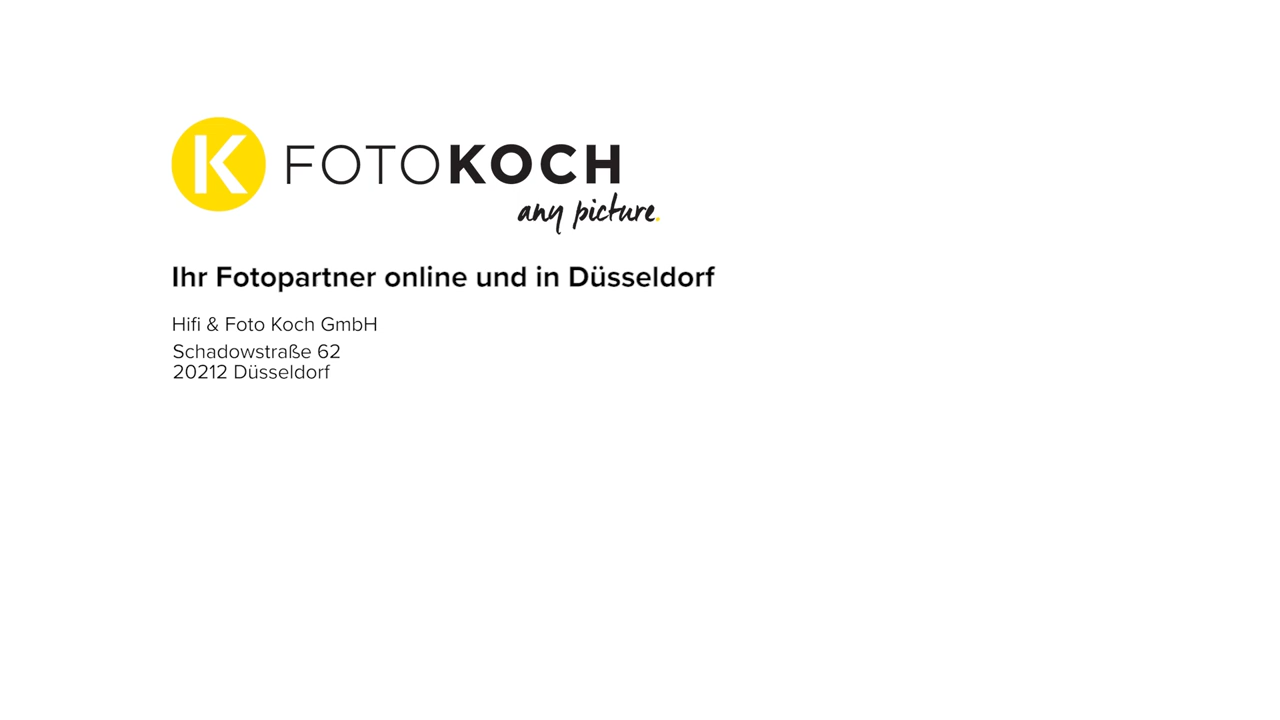 K FOTOKOCH
any picture.
Ihr Fotopartner online und in Düsseldorf
Hifi & Foto Koch GmbH
Schadowstraße 62
20212 Düsseldorf